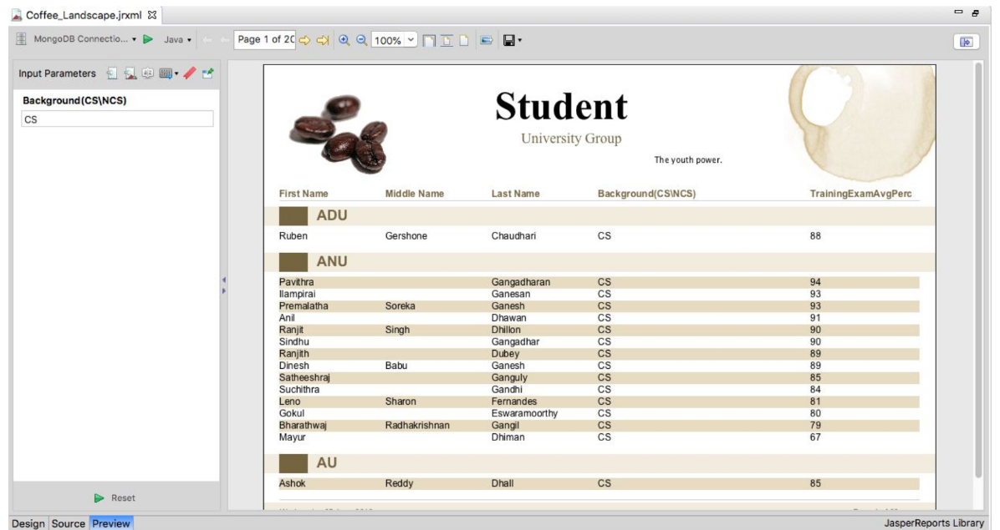 Coffee_Landscape.jrxml
MongoDB Connectio... Java Page 1 of 2 100%
Input Parameters
Background(CS\NCS)
CS
Student
University Group
The youth power.
First Name Middle Name Last Name Background(CS\NCS) TrainingExamAvgPerc
ADU
Ruben Gershone Chaudhari CS 88
ANU
Pavithra Gangadharan CS 94
Ilampirai Ganesan CS 93
Premalatha Soreka Ganesh CS 93
Anil Dhawan CS 91
Ranjit Singh Dhillon CS 90
Sindhu Gangadhar CS 90
Ranjith Dubey CS 89
Dinesh Babu Ganesh CS 89
Satheeshraj Ganguly CS 85
Suchithra Gandhi CS 84
Leno Sharon Fernandes CS 81
Gokul Eswaramoorthy CS 80
Bharathwaj Radhakrishnan Gangil CS 79
Mayur Dhiman CS 67
AU
Ashok Reddy Dhall CS 85
Reset
Design Source Preview JasperReports Library